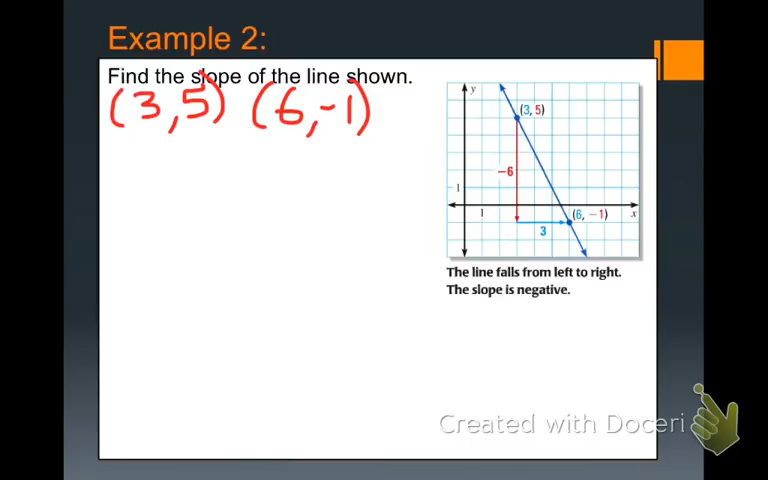 Example 2:
Find the slope of the line shown.
(3,5) (6,-1)
y
(3, 5)
−6
1
1
(6, −1)
x
3
The line falls from left to right.
The slope is negative.
Created with Doceri